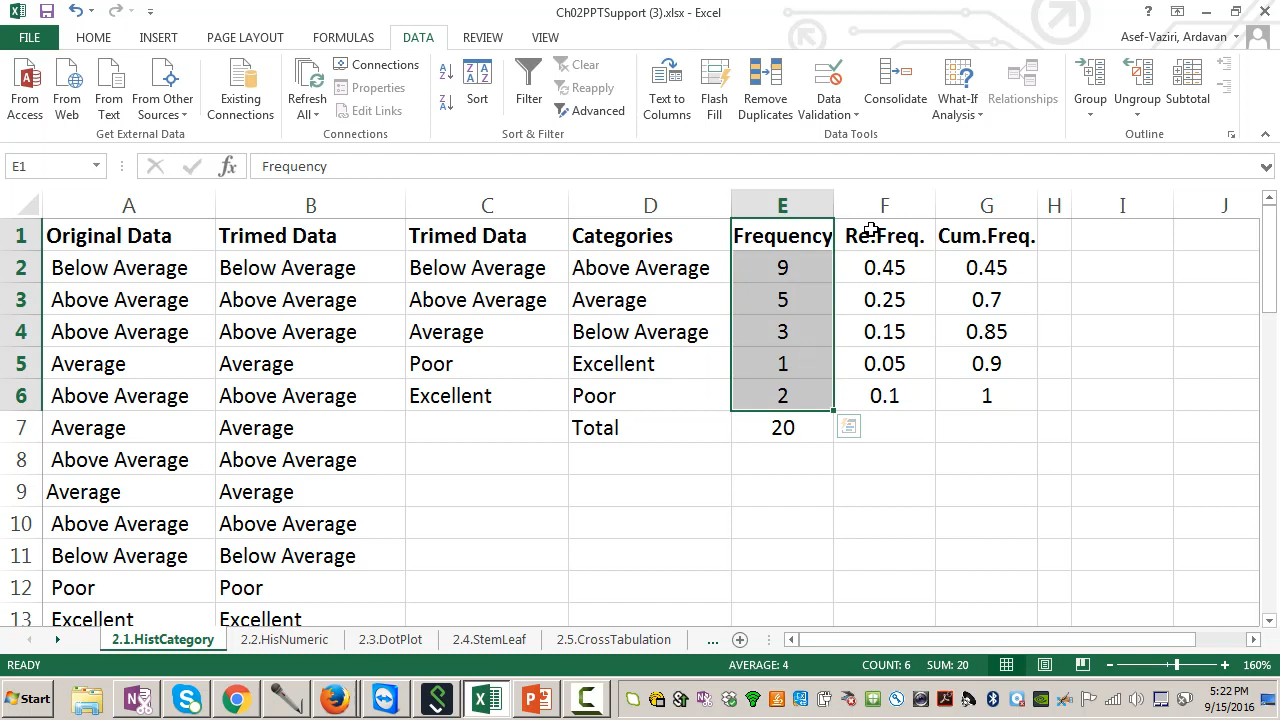 Ch02PPTSupport (3).xlsx - Excel
FILE HOME INSERT PAGE LAYOUT FORMULAS DATA REVIEW VIEW Asef-Vaziri, Ardavan
From Access From Web From Text From Other Sources Existing Connections Refresh All Connections Properties Edit Links Sort Filter Clear Reapply Advanced Text to Columns Flash Fill Remove Duplicates Data Validation Consolidate What-If Analysis Relationships Group Ungroup Subtotal
Get External Data Connections Sort & Filter Data Tools Outline
E1 fx Frequency
A B C D E F G H I J
1 Original Data Trimed Data Trimed Data Categories Frequency Re.Freq. Cum.Freq.
2 Below Average Below Average Below Average Above Average 9 0.45 0.45
3 Above Average Above Average Above Average Average 5 0.25 0.7
4 Above Average Above Average Average Below Average 3 0.15 0.85
5 Average Average Poor Excellent 1 0.05 0.9
6 Above Average Above Average Excellent Poor 2 0.1 1
7 Average Average Total 20
8 Above Average Above Average
9 Average Average
10 Above Average Above Average
11 Below Average Below Average
12 Poor Poor
13 Excellent Excellent
2.1.HistCategory 2.2.HisNumeric 2.3.DotPlot 2.4.StemLeaf 2.5.CrossTabulation ...
READY AVERAGE: 4 COUNT: 6 SUM: 20 160%
Start 5:22 PM
9/15/2016